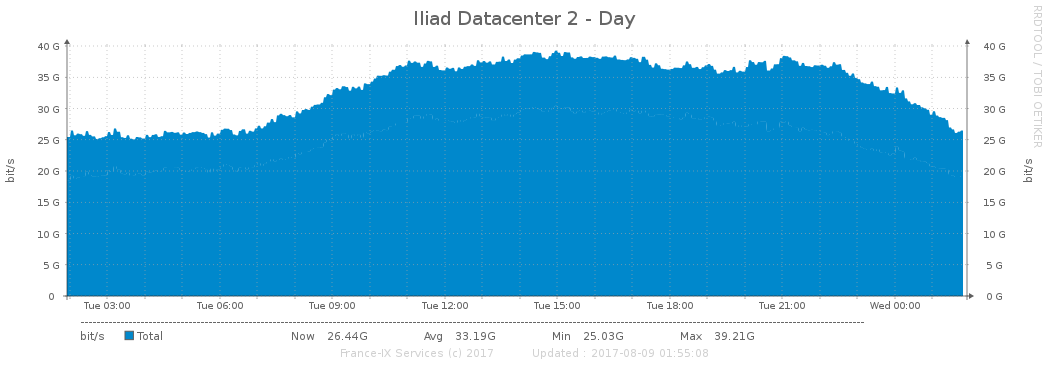 Iliad Datacenter 2 - Day
RRDTOOL / TOBI OETIKER
bit/s
bit/s
40 G 40 G
35 G 35 G
30 G 30 G
25 G 25 G
20 G 20 G
15 G 15 G
10 G 10 G
5 G 5 G
0 0 G
Tue 03:00 Tue 06:00 Tue 09:00 Tue 12:00 Tue 15:00 Tue 18:00 Tue 21:00 Wed 00:00
bit/s Total Now 26.44G Avg 33.19G Min 25.03G Max 39.21G
France-IX Services (c) 2017 Updated : 2017-08-09 01:55:08